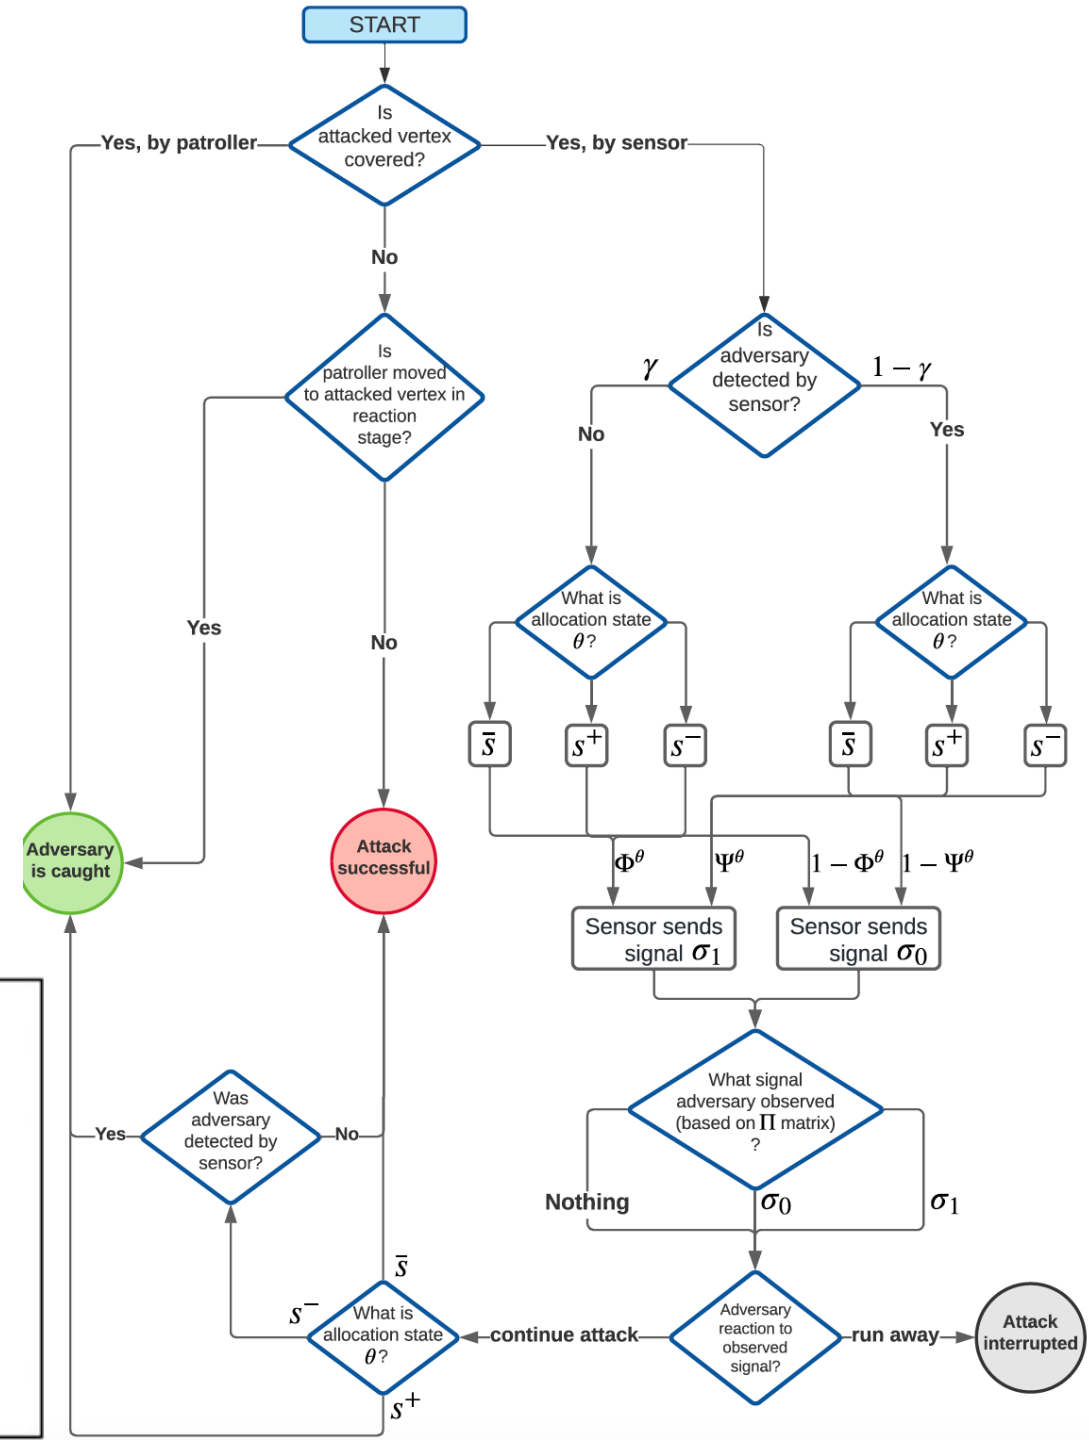 START
Is
attacked vertex
covered?
Yes, by patroller
Yes, by sensor
No
Is
patroller moved
to attacked vertex in
reaction
stage?
Is
adversary
detected by
sensor?
γ
1 − γ
No
Yes
Yes
No
What is
allocation state
θ?
What is
allocation state
θ?
s̄
s⁺
s⁻
s̄
s⁺
s⁻
Adversary
is caught
Attack
successful
Φ^θ
Ψ^θ
1 − Φ^θ
1 − Ψ^θ
Sensor sends
signal σ₁
Sensor sends
signal σ₀
What signal
adversary observed
(based on Π matrix)
?
Nothing
σ₀
σ₁
Was
adversary
detected by
sensor?
Yes
No
s̄
s⁻
What is
allocation state
θ?
s⁺
continue attack
Adversary
reaction to
observed
signal?
run away
Attack
interrupted